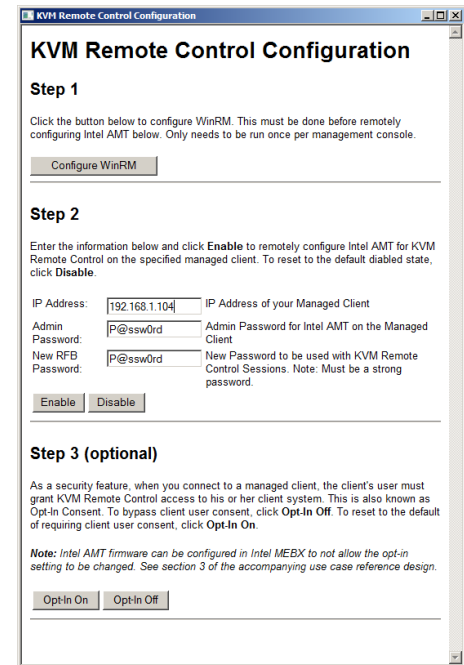 KVM Remote Control Configuration
KVM Remote Control Configuration
Step 1
Click the button below to configure WinRM. This must be done before remotely
configuring Intel AMT below. Only needs to be run once per management console.
Configure WinRM
Step 2
Enter the information below and click Enable to remotely configure Intel AMT for KVM
Remote Control on the specified managed client. To reset to the default diabled state,
click Disable.
IP Address: 192.168.1.104 IP Address of your Managed Client
Admin P@ssw0rd Admin Password for Intel AMT on the Managed
Password: Client
New RFB P@ssw0rd New Password to be used with KVM Remote
Password: Control Sessions. Note: Must be a strong
password.
Enable Disable
Step 3 (optional)
As a security feature, when you connect to a managed client, the client's user must
grant KVM Remote Control access to his or her client system. This is also known as
Opt-In Consent. To bypass client user consent, click Opt-In Off. To reset to the default
of requiring client user consent, click Opt-In On.
Note: Intel AMT firmware can be configured in Intel MEBX to not allow the opt-in
setting to be changed. See section 3 of the accompanying use case reference design.
Opt-In On Opt-In Off